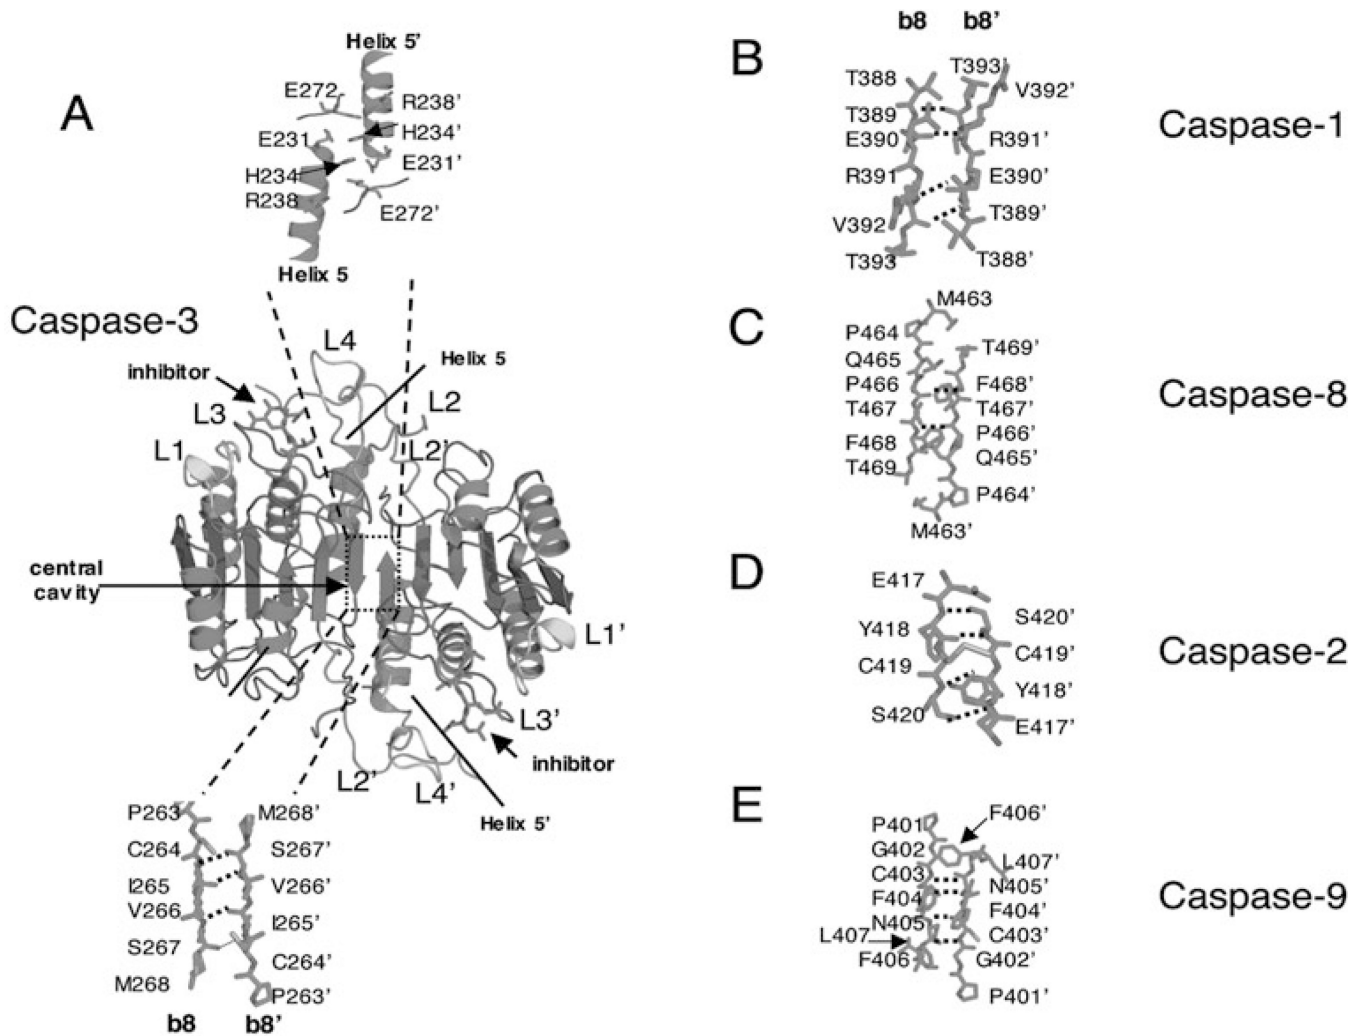 A
Helix 5’
E272
R238’
E231
H234’
H234
E231’
R238
E272’
Helix 5
Caspase-3
L4
Helix 5
inhibitor
L3
L2
L1
L2’
central
cavity
L1’
L3’
inhibitor
L2’
L4’
Helix 5’
P263
M268’
C264
S267’
I265
V266’
V266
I265’
S267
C264’
M268
P263’
b8
b8’
b8
b8’
B
T388
T393’
V392’
T389
E390
R391’
R391
E390’
V392
T389’
T393
T388’
Caspase-1
C
M463
P464
T469’
Q465
P466
F468’
T467
T467’
F468
P466’
T469
Q465’
P464’
M463’
Caspase-8
D
E417
S420’
Y418
C419’
C419
Y418’
S420
E417’
Caspase-2
E
P401
F406’
G402
L407’
C403
N405’
F404
F404’
N405
C403’
L407
F406
G402’
P401’
Caspase-9